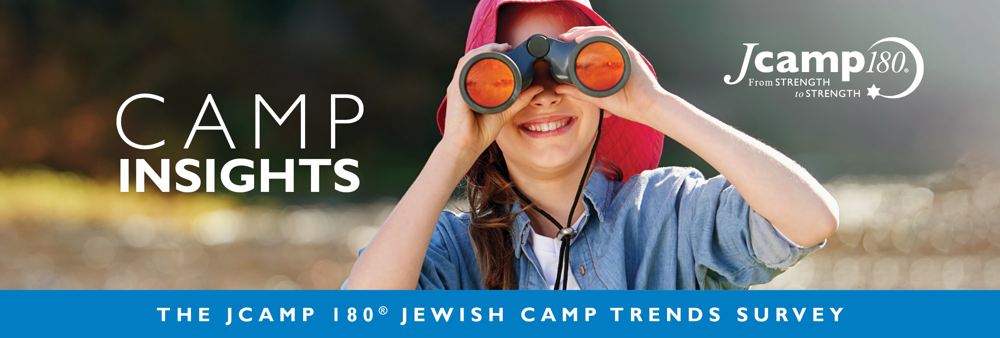 CAMP
INSIGHTS
Jcamp180®
From STRENGTH
to STRENGTH
THE JCAMP 180® JEWISH CAMP TRENDS SURVEY